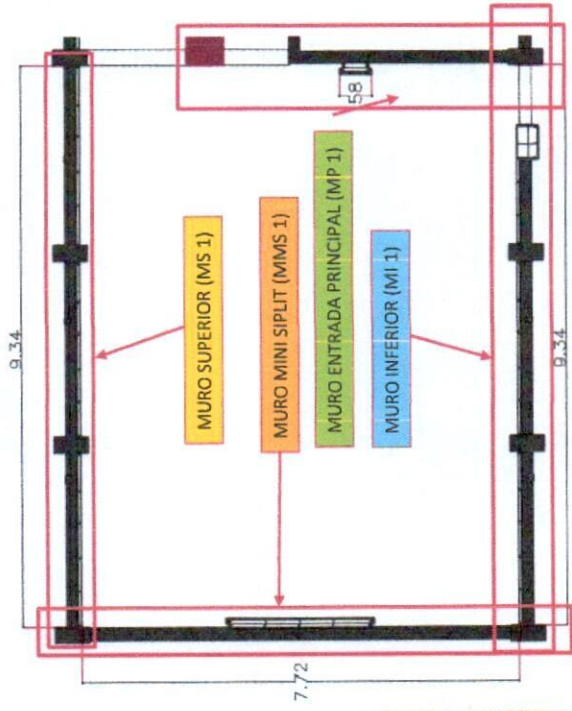 9.34
58
MURO SUPERIOR (MS 1)
MURO MINI SIPLIT (MMS 1)
MURO ENTRADA PRINCIPAL (MP 1)
MURO INFERIOR (MI 1)
7.72
9.34